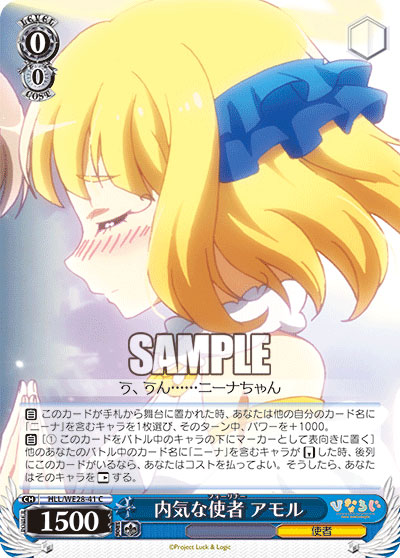 LEVEL
0
0
COST
SAMPLE
う、うん……ニーナちゃん
自 このカードが手札から舞台に置かれた時、あなたは他の自分のカード名に
「ニーナ」を含むキャラを1枚選び、そのターン中、パワーを+1000。
自 [① このカードをバトル中のキャラの下にマーカーとして表向きに置く]
他のあなたのバトル中のカード名に「ニーナ」を含むキャラが【 】した時、後列
にこのカードがいるなら、あなたはコストを払ってよい。そうしたら、あなた
はそのキャラを【 】する。
CH HLL/WE28-41 C
POWER
1500
フォーリナー
内気な使者 アモル
ひなろじ
使者
©Project Luck & Logic